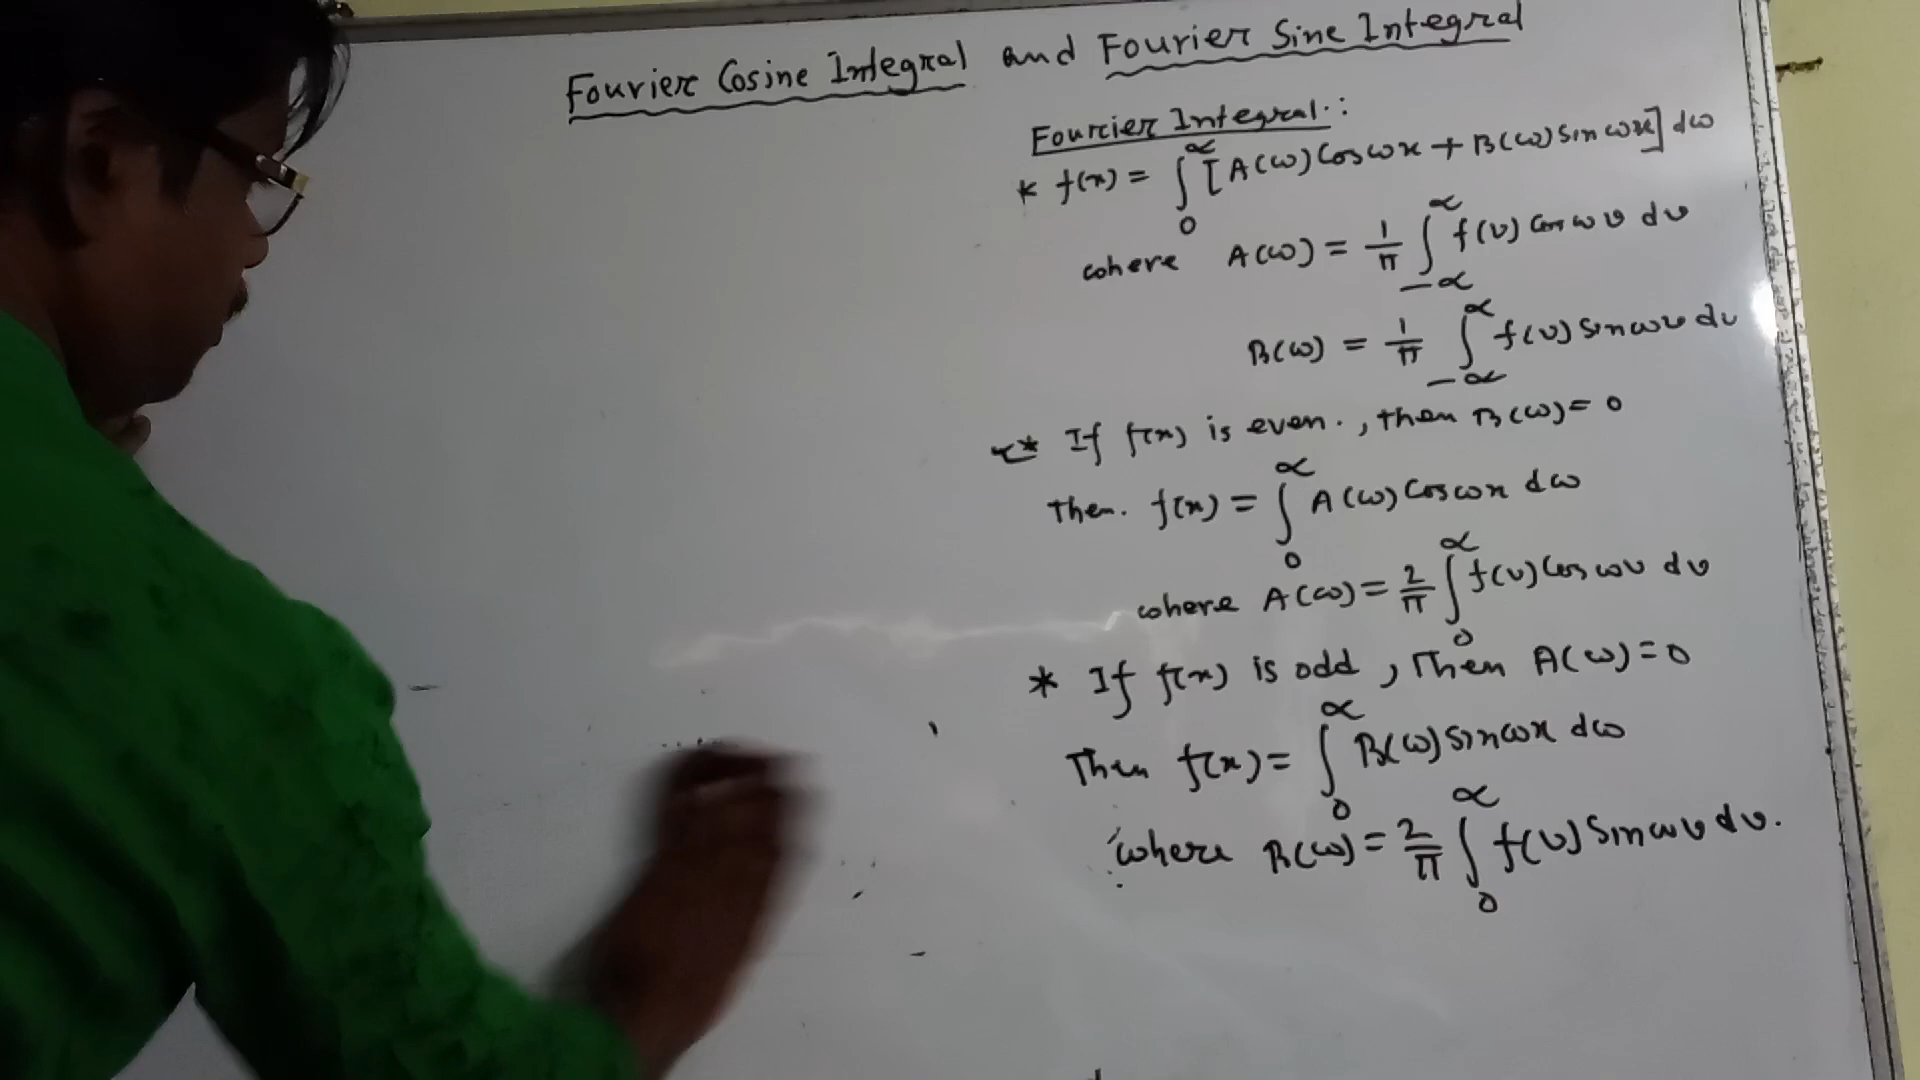 Fourier Cosine Integral and Fourier Sine Integral
Fourier Integral:
* f(x) = ∫₀^∝ [A(ω) Cos ωx + B(ω) Sin ωx] dω
where A(ω) = 1/π ∫₋∝^∝ f(v) Cos ω v dv
B(ω) = 1/π ∫₋∝^∝ f(v) sin ωv dv
* If f(x) is even., then B(ω) = 0
Then. f(x) = ∫₀^∝ A(ω) Cos ωx dω
where A(ω) = 2/π ∫₀^∝ f(v) Cos ωv dv
* If f(x) is odd, Then A(ω) = 0
Then f(x) = ∫₀^∝ B(ω) sin ωx dω
where B(ω) = 2/π ∫₀^∝ f(v) Sin ωv dv.